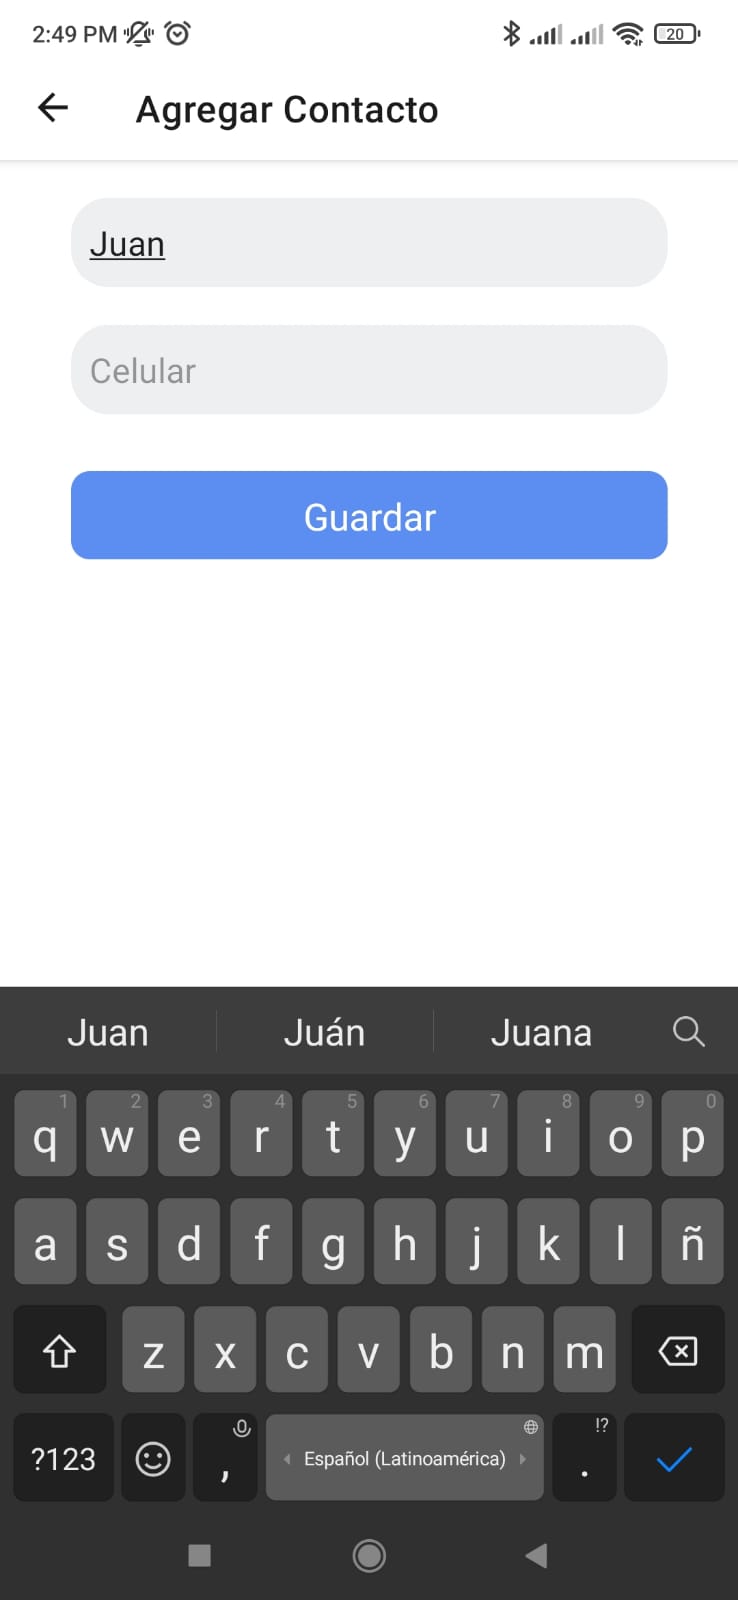 2:49 PM 20
Agregar Contacto
Juan
Celular
Guardar
Juan Juán Juana
1 2 3 4 5 6 7 8 9 0
q w e r t y u i o p
a s d f g h j k l ñ
z x c v b n m
!?
?123 , Español (Latinoamérica) .